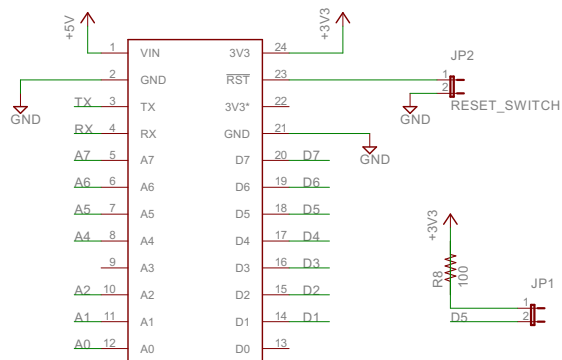 +5V
+3V3
1 VIN 3V3 24
JP2
2 GND RST 23
1
2
GND
TX 3 TX 3V3* 22
RESET_SWITCH
GND
RX 4 RX GND 21
GND
A7 5 A7 D7 20 D7
A6 6 A6 D6 19 D6
A5 7 A5 D5 18 D5
A4 8 A4 D4 17 D4
+3V3
9 A3 D3 16 D3
R8
100
A2 10 A2 D2 15 D2
JP1
A1 11 A1 D1 14 D1
1
D5 2
A0 12 A0 D0 13